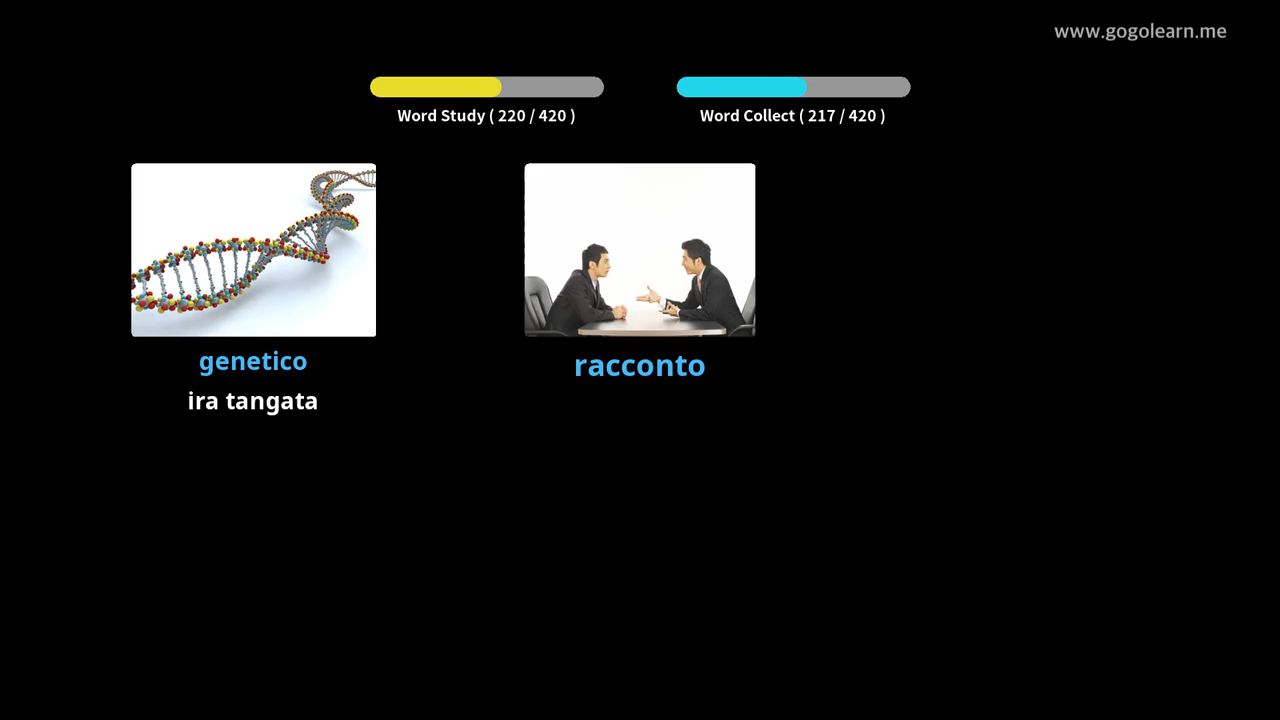 www.gogolearn.me
Word Study ( 220 / 420 )
Word Collect ( 217 / 420 )
genetico
ira tangata
racconto